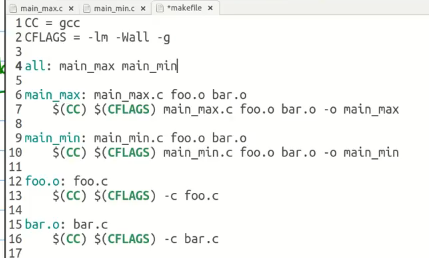 main_max.c × main_min.c × *makefile ×
1 CC = gcc
2 CFLAGS = -lm -Wall -g
3
4 all: main_max main_min
5
6 main_max: main_max.c foo.o bar.o
7 $(CC) $(CFLAGS) main_max.c foo.o bar.o -o main_max
8
9 main_min: main_min.c foo.o bar.o
10 $(CC) $(CFLAGS) main_min.c foo.o bar.o -o main_min
11
12 foo.o: foo.c
13 $(CC) $(CFLAGS) -c foo.c
14
15 bar.o: bar.c
16 $(CC) $(CFLAGS) -c bar.c
17